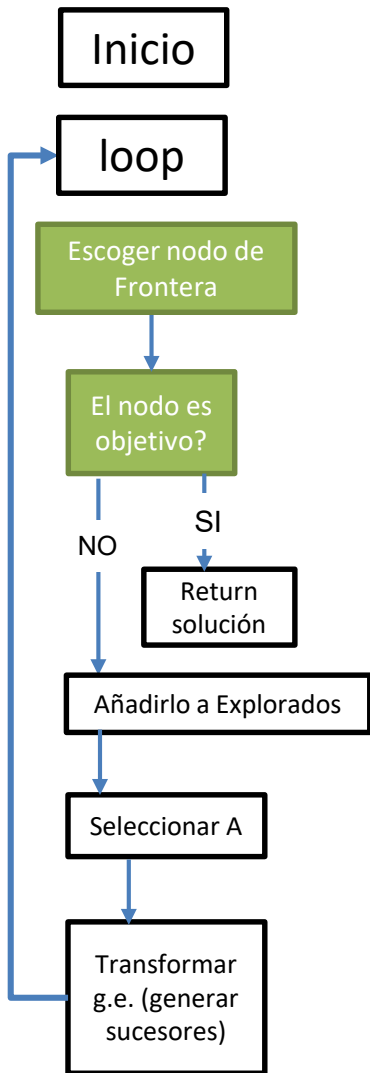 Inicio
loop
Escoger nodo de
Frontera
El nodo es
objetivo?
SI
NO
Return
solución
Añadirlo a Explorados
Seleccionar A
Transformar
g.e. (generar
sucesores)